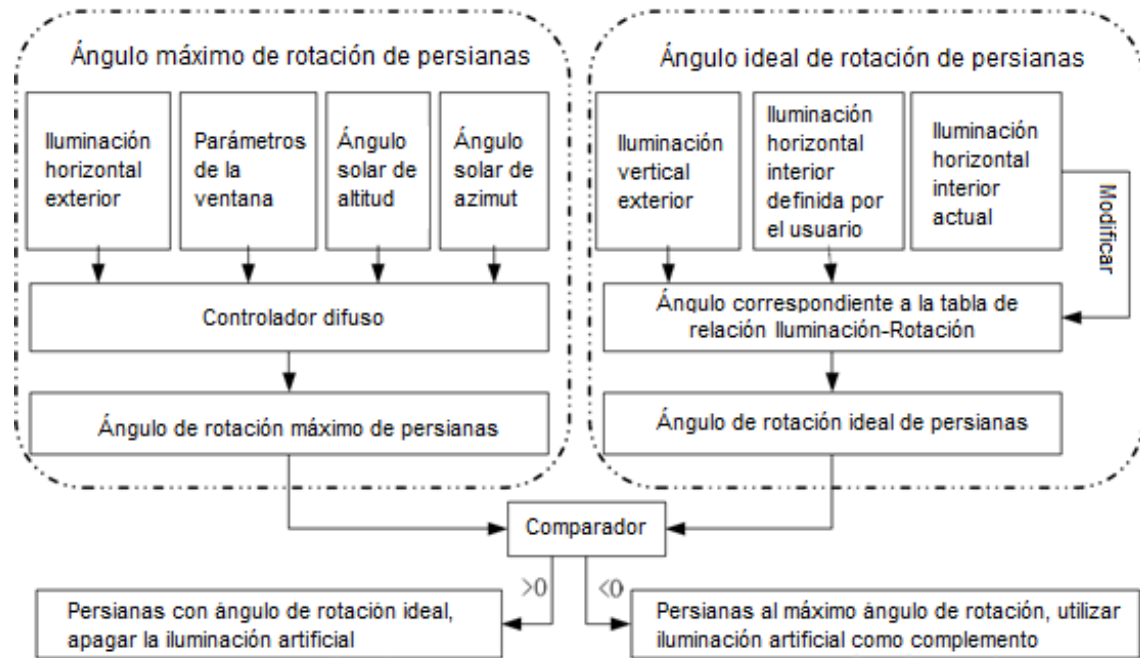 Ángulo máximo de rotación de persianas
Iluminación
horizontal
exterior
Parámetros
de la
ventana
Ángulo
solar de
altitud
Ángulo
solar de
azimut
Controlador difuso
Ángulo de rotación máximo de persianas
Ángulo ideal de rotación de persianas
Iluminación
vertical
exterior
Iluminación
horizontal
interior
definida por
el usuario
Iluminación
horizontal
interior
actual
Modificar
Ángulo correspondiente a la tabla de
relación Iluminación-Rotación
Ángulo de rotación ideal de persianas
Comparador
>0
<0
Persianas con ángulo de rotación ideal,
apagar la iluminación artificial
Persianas al máximo ángulo de rotación, utilizar
iluminación artificial como complemento